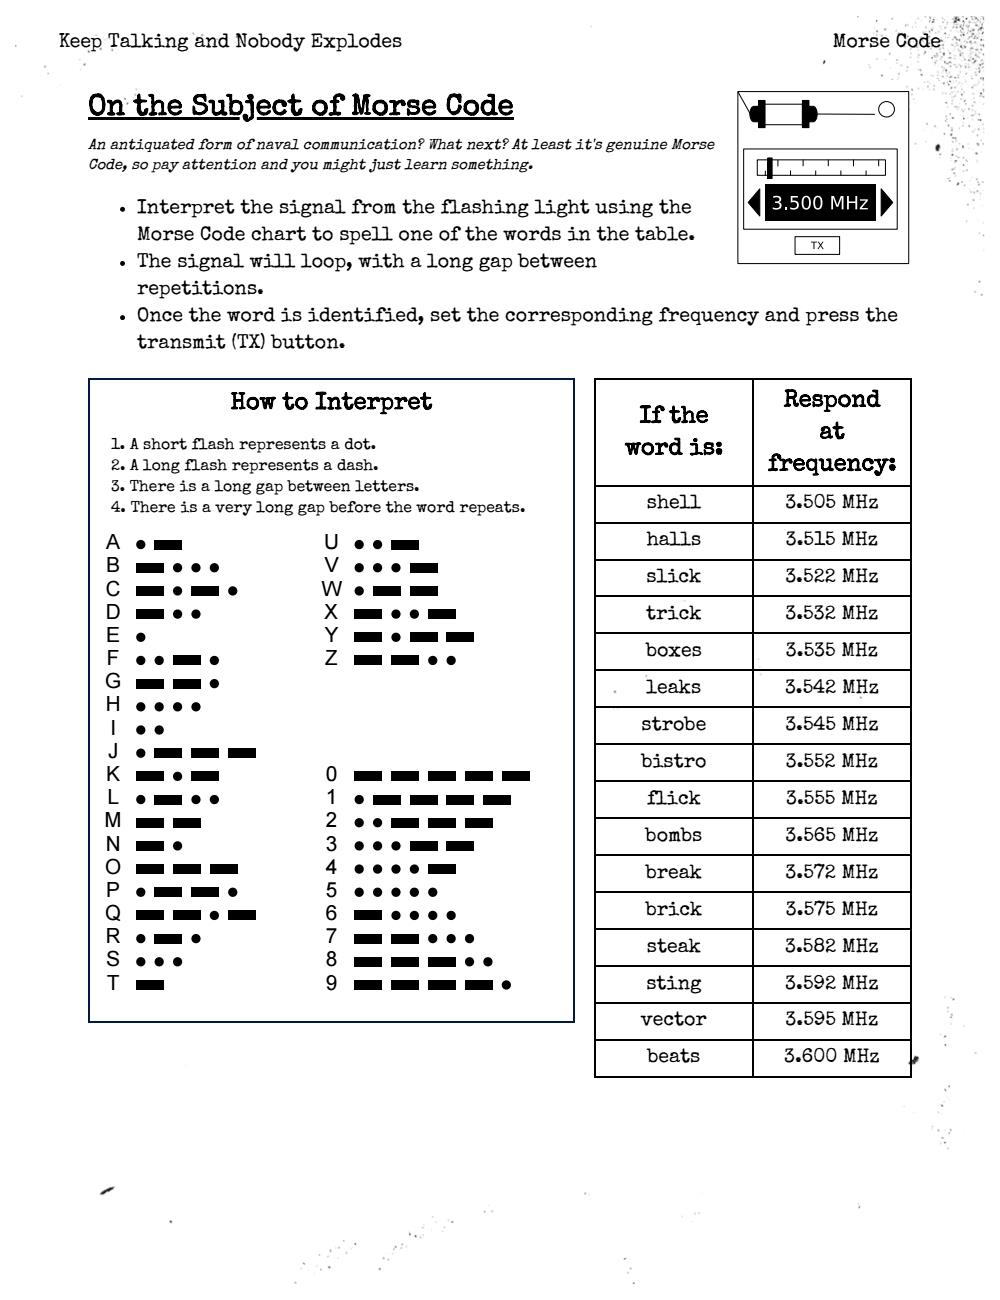 Keep Talking and Nobody Explodes
Morse Code
On the Subject of Morse Code
An antiquated form of naval communication? What next? At least it's genuine Morse
Code, so pay attention and you might just learn something.
3.500 MHz
TX
• Interpret the signal from the flashing light using the
Morse Code chart to spell one of the words in the table.
• The signal will loop, with a long gap between
repetitions.
• Once the word is identified, set the corresponding frequency and press the
transmit (TX) button.
How to Interpret
1. A short flash represents a dot.
2. A long flash represents a dash.
3. There is a long gap between letters.
4. There is a very long gap before the word repeats.
A
B
C
D
E
F
G
H
I
J
K
L
M
N
O
P
Q
R
S
T
U
V
W
X
Y
Z
0
1
2
3
4
5
6
7
8
9
If the
word is:
Respond
at
frequency:
shell 3.505 MHz
halls 3.515 MHz
slick 3.522 MHz
trick 3.532 MHz
boxes 3.535 MHz
leaks 3.542 MHz
strobe 3.545 MHz
bistro 3.552 MHz
flick 3.555 MHz
bombs 3.565 MHz
break 3.572 MHz
brick 3.575 MHz
steak 3.582 MHz
sting 3.592 MHz
vector 3.595 MHz
beats 3.600 MHz